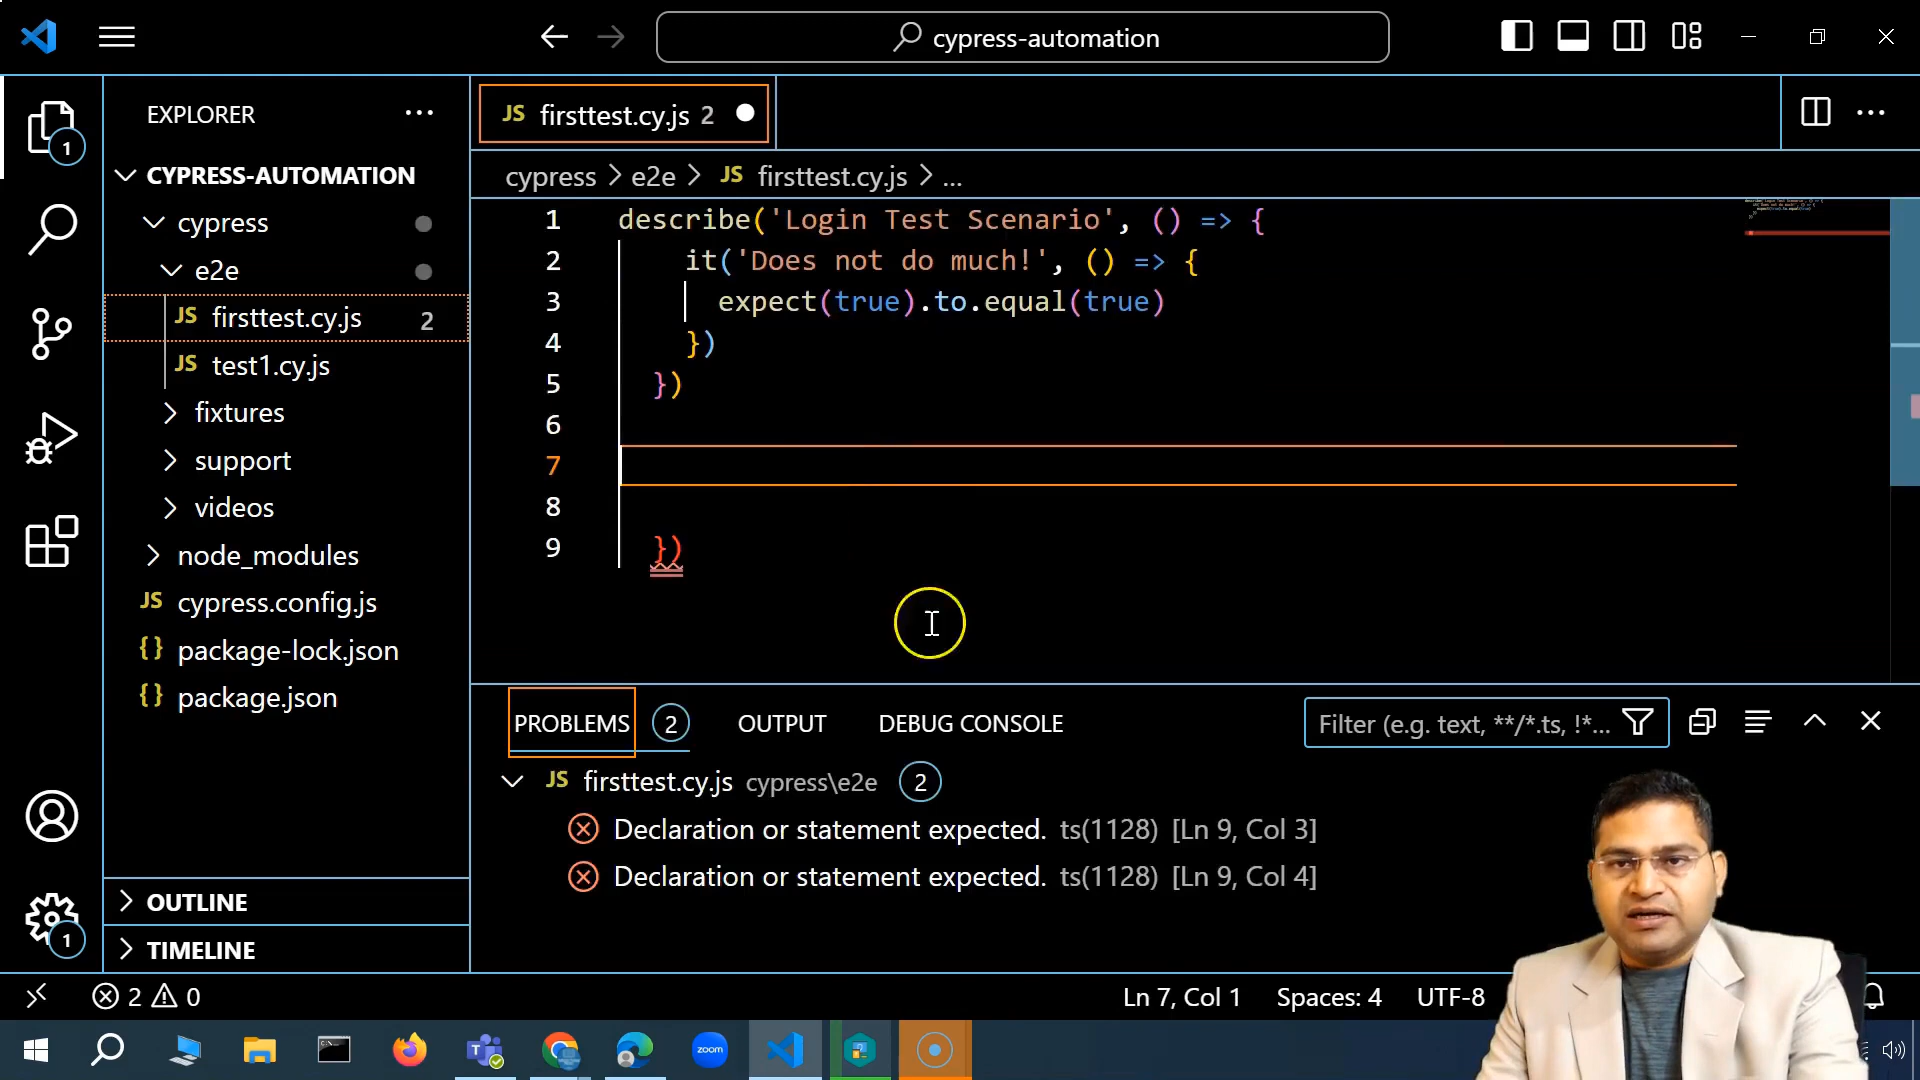 cypress-automation
EXPLORER
JS firsttest.cy.js 2
1
CYPRESS-AUTOMATION
cypress > e2e > JS firsttest.cy.js > ...
cypress
e2e
JS firsttest.cy.js 2
JS test1.cy.js
fixtures
support
videos
node_modules
JS cypress.config.js
{} package-lock.json
{} package.json
OUTLINE
TIMELINE
1
1 describe('Login Test Scenario', () => {
2 it('Does not do much!', () => {
3 expect(true).to.equal(true)
4 })
5 })
6
7
8
9 })
PROBLEMS 2 OUTPUT DEBUG CONSOLE
Filter (e.g. text, **/*.ts, !*...
JS firsttest.cy.js cypress\e2e 2
Declaration or statement expected. ts(1128) [Ln 9, Col 3]
Declaration or statement expected. ts(1128) [Ln 9, Col 4]
2 0
Ln 7, Col 1 Spaces: 4 UTF-8
zoom